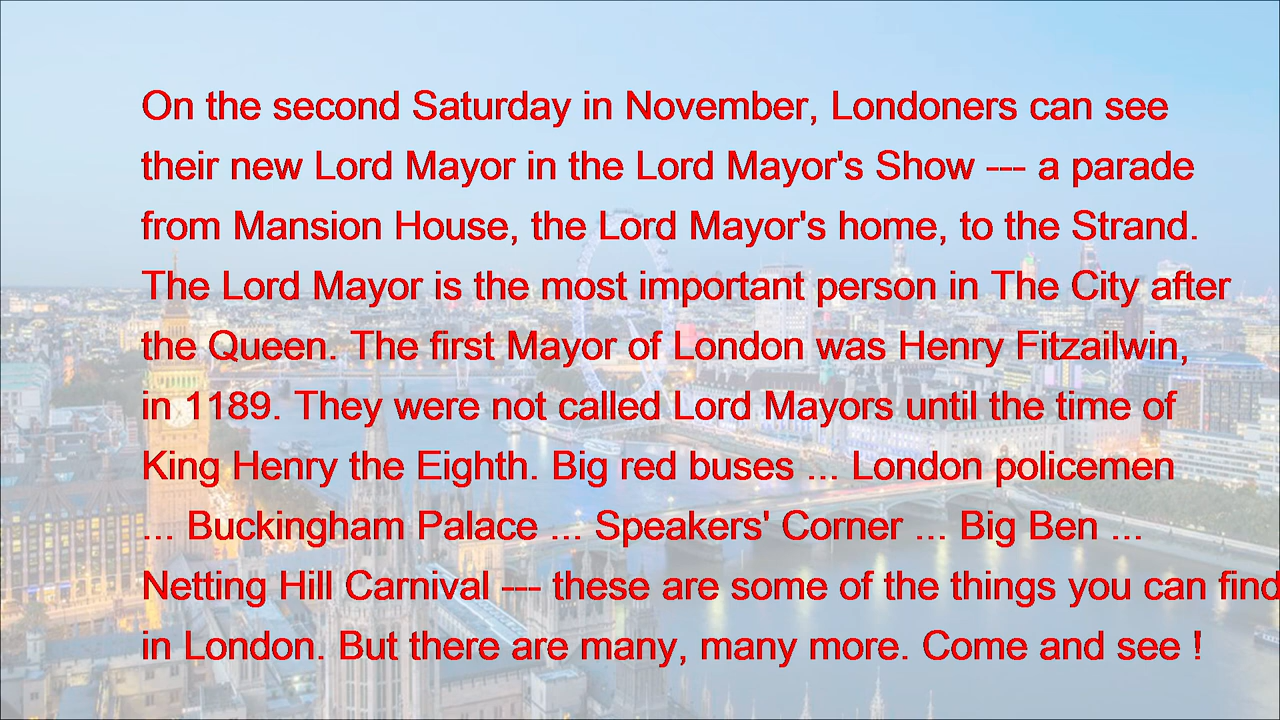 On the second Saturday in November, Londoners can see
their new Lord Mayor in the Lord Mayor's Show --- a parade
from Mansion House, the Lord Mayor's home, to the Strand.
The Lord Mayor is the most important person in The City after
the Queen. The first Mayor of London was Henry Fitzailwin,
in 1189. They were not called Lord Mayors until the time of
King Henry the Eighth. Big red buses ... London policemen
... Buckingham Palace ... Speakers' Corner ... Big Ben ...
Netting Hill Carnival --- these are some of the things you can find
in London. But there are many, many more. Come and see !